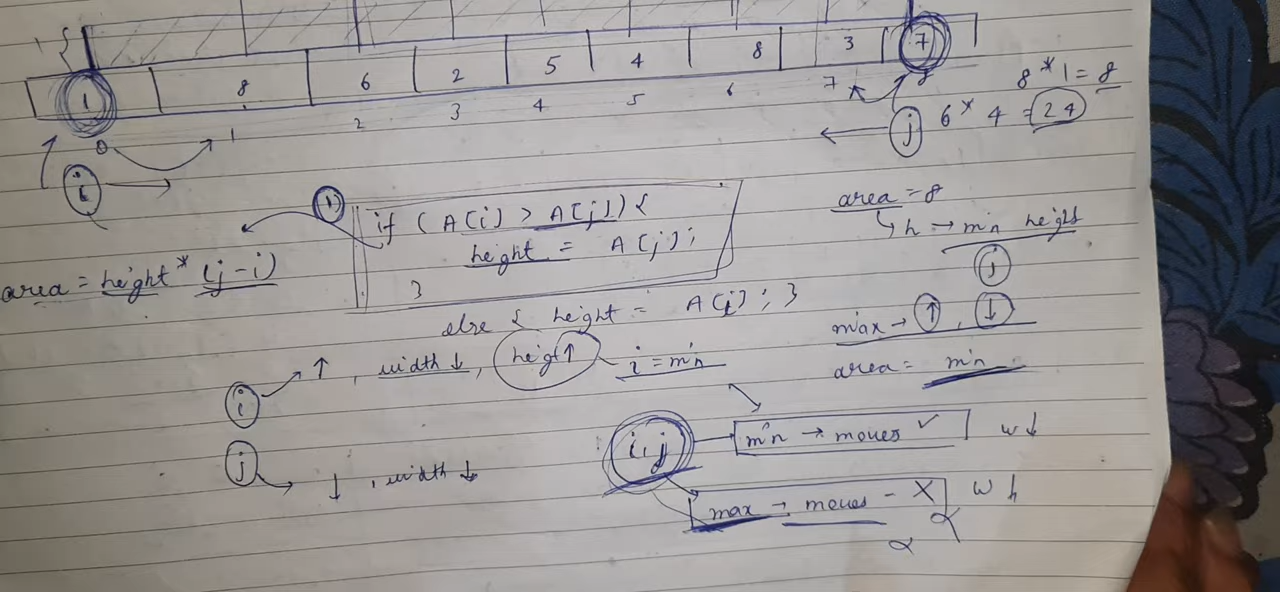 1 8 6 2 5 4 8 3 7
0 1 2 3 4 5 6 7 8
8 * 1 = 8
j 6 * 4 = 24
i
1
if ( A[i] > A[j] ) {
height = A[j];
}
else { height = A[i]; }
area = height * (j-i)
area = 8
h → min height
j
max → ↑, ↓
area = min
i → ↑, width ↓, height ↑ i = min
j → ↓, width ↓
i, j
min → moves ✓ w↓
max → moves - X w h